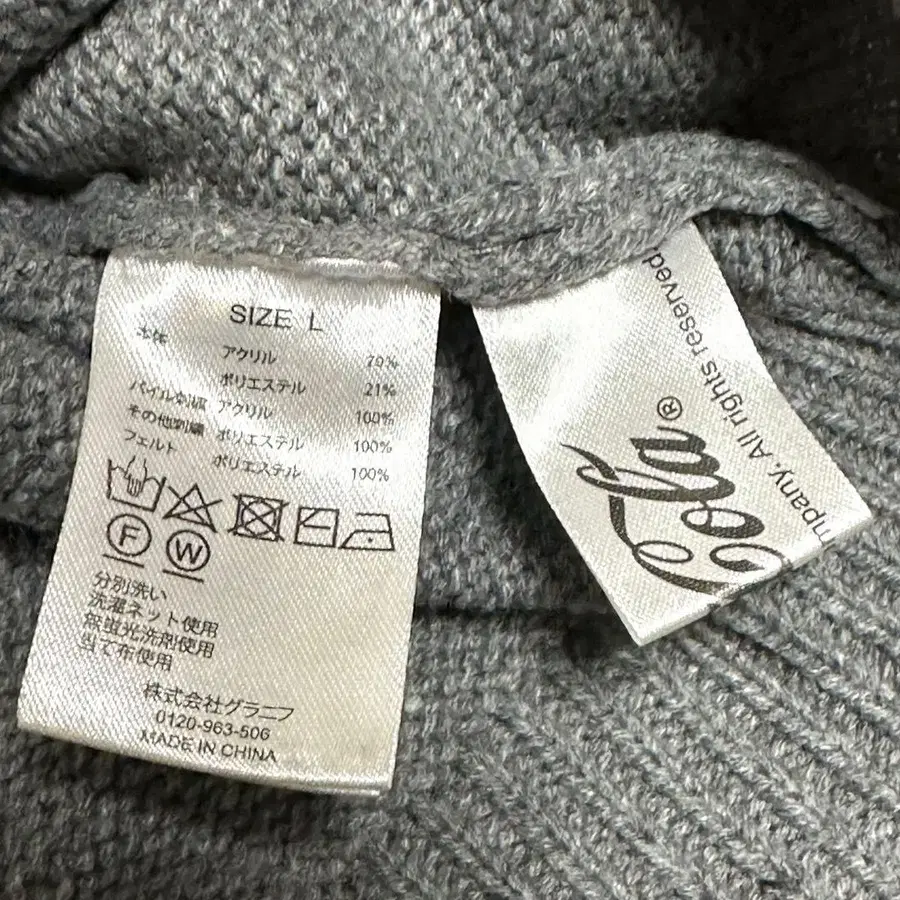 SIZE L
本体 アクリル 79%
ポリエステル 21%
パイル刺繍 アクリル 100%
その他刺繍 ポリエステル 100%
フェルト ポリエステル 100%
F W
分別洗い
洗濯ネット使用
無蛍光洗剤使用
当て布使用
株式会社グラニフ
0120-963-506
MADE IN CHINA
Cola®
mpany. All rights reserved